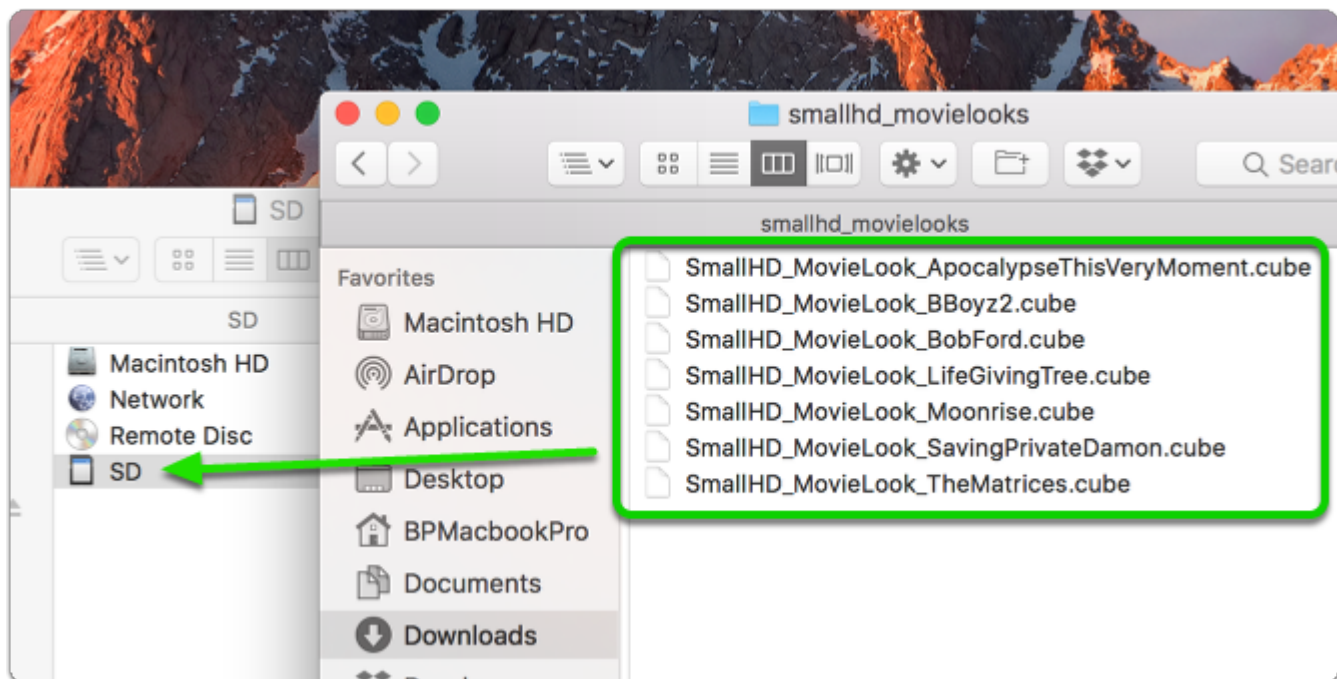 smallhd_movielooks
Sear
smallhd_movielooks
SD
SD
Macintosh HD
Network
Remote Disc
SD
Favorites
Macintosh HD
AirDrop
Applications
Desktop
BPMacbookPro
Documents
Downloads
SmallHD_MovieLook_ApocalypseThisVeryMoment.cube
SmallHD_MovieLook_BBoyz2.cube
SmallHD_MovieLook_BobFord.cube
SmallHD_MovieLook_LifeGivingTree.cube
SmallHD_MovieLook_Moonrise.cube
SmallHD_MovieLook_SavingPrivateDamon.cube
SmallHD_MovieLook_TheMatrices.cube